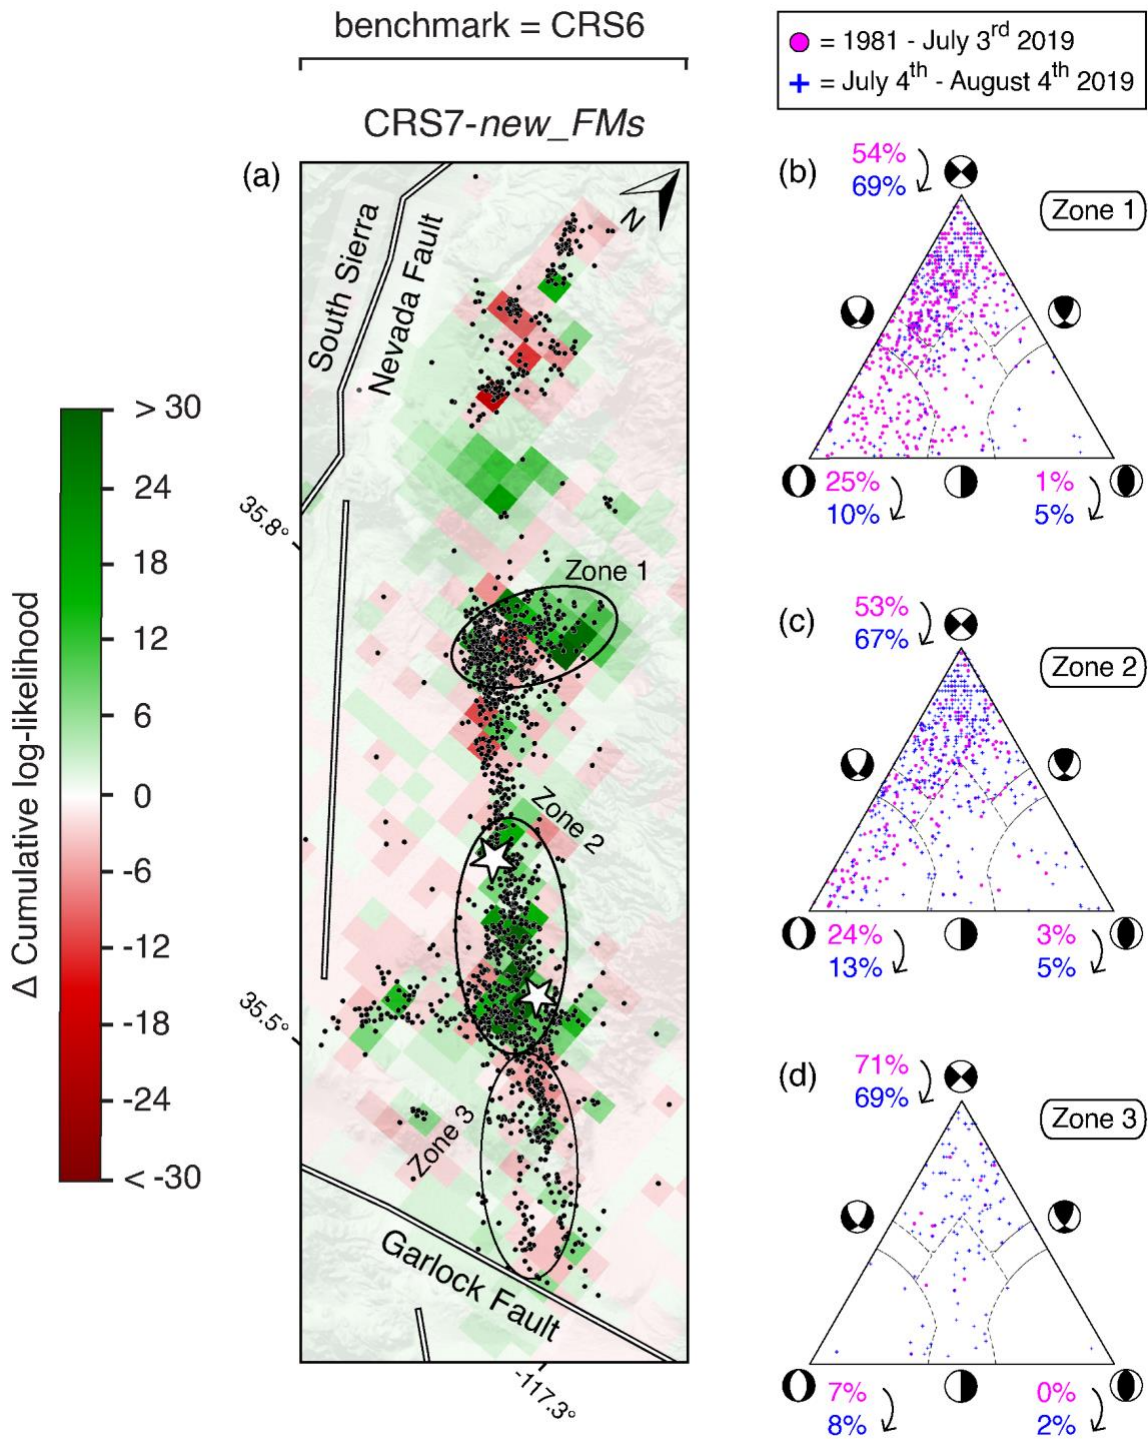 benchmark = CRS6
CRS7-new_FMs
(a)
N
South Sierra
Nevada Fault
35.8°
35.5°
-117.3°
Zone 1
Zone 2
Zone 3
Garlock Fault
Δ Cumulative log-likelihood
> 30
24
18
12
6
0
-6
-12
-18
-24
< -30
= 1981 - July 3rd 2019
= July 4th - August 4th 2019
(b)
54%
69%
Zone 1
25%
10%
1%
5%
(c)
53%
67%
Zone 2
24%
13%
3%
5%
(d)
71%
69%
Zone 3
7%
8%
0%
2%